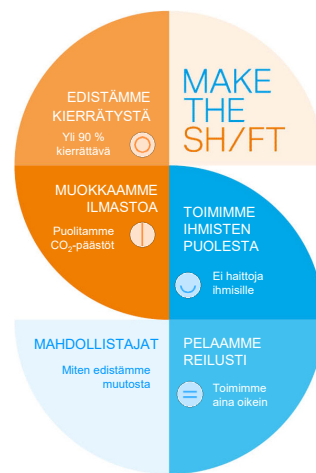 EDISTÄMME
KIERRÄTYSTÄ
Yli 90 %
kierrättävä
MAKE
THE
SH/FT
MUOKKAAMME
ILMASTOA
Puolitamme
CO₂-päästöt
TOIMIMME
IHMISTEN
PUOLESTA
Ei haittoja
ihmisille
MAHDOLLISTAJAT
Miten edistämme
muutosta
PELAAMME
REILUSTI
Toimimme
aina oikein